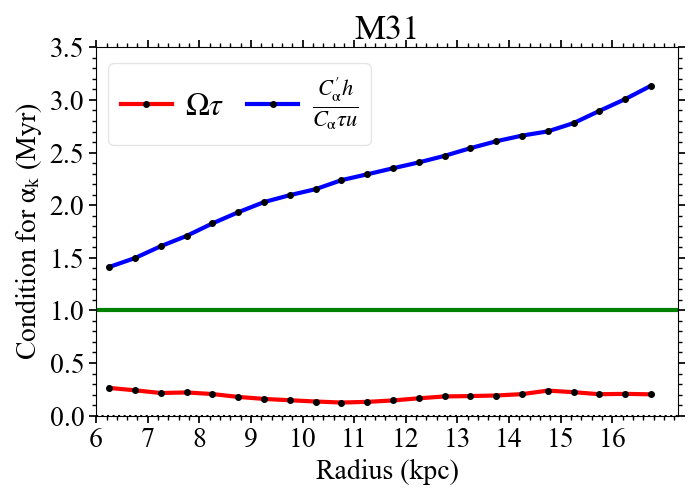 M31
Condition for αₖ (Myr)
3.5
3.0
2.5
2.0
1.5
1.0
0.5
0.0
Ωτ
C'αh
Cατu
6 7 8 9 10 11 12 13 14 15 16
Radius (kpc)